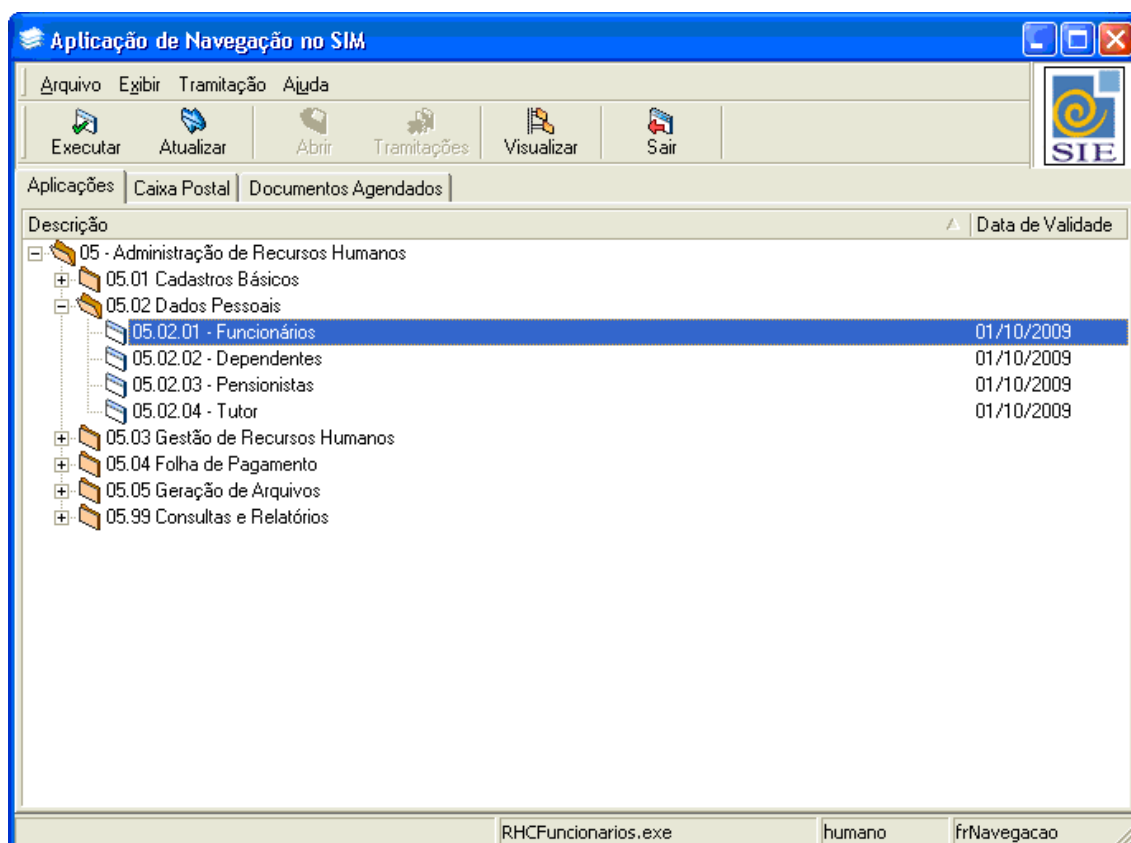 Aplicação de Navegação no SIM
Arquivo Exibir Tramitação Ajuda
Executar Atualizar Abrir Tramitações Visualizar Sair
SIE
Aplicações Caixa Postal Documentos Agendados
Descrição Data de Validade
05 - Administração de Recursos Humanos
05.01 Cadastros Básicos
05.02 Dados Pessoais
05.02.01 - Funcionários 01/10/2009
05.02.02 - Dependentes 01/10/2009
05.02.03 - Pensionistas 01/10/2009
05.02.04 - Tutor 01/10/2009
05.03 Gestão de Recursos Humanos
05.04 Folha de Pagamento
05.05 Geração de Arquivos
05.99 Consultas e Relatórios
RHCFuncionarios.exe humano frNavegacao